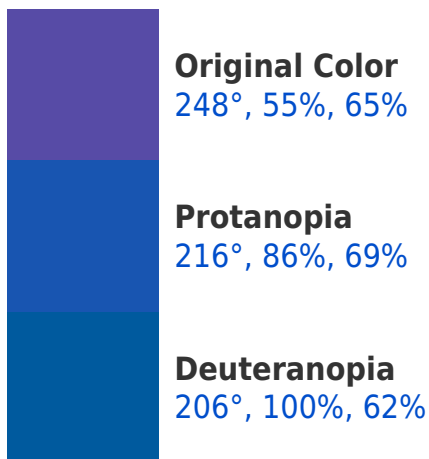 Original Color
248°, 55%, 65%
Protanopia
216°, 86%, 69%
Deuteranopia
206°, 100%, 62%